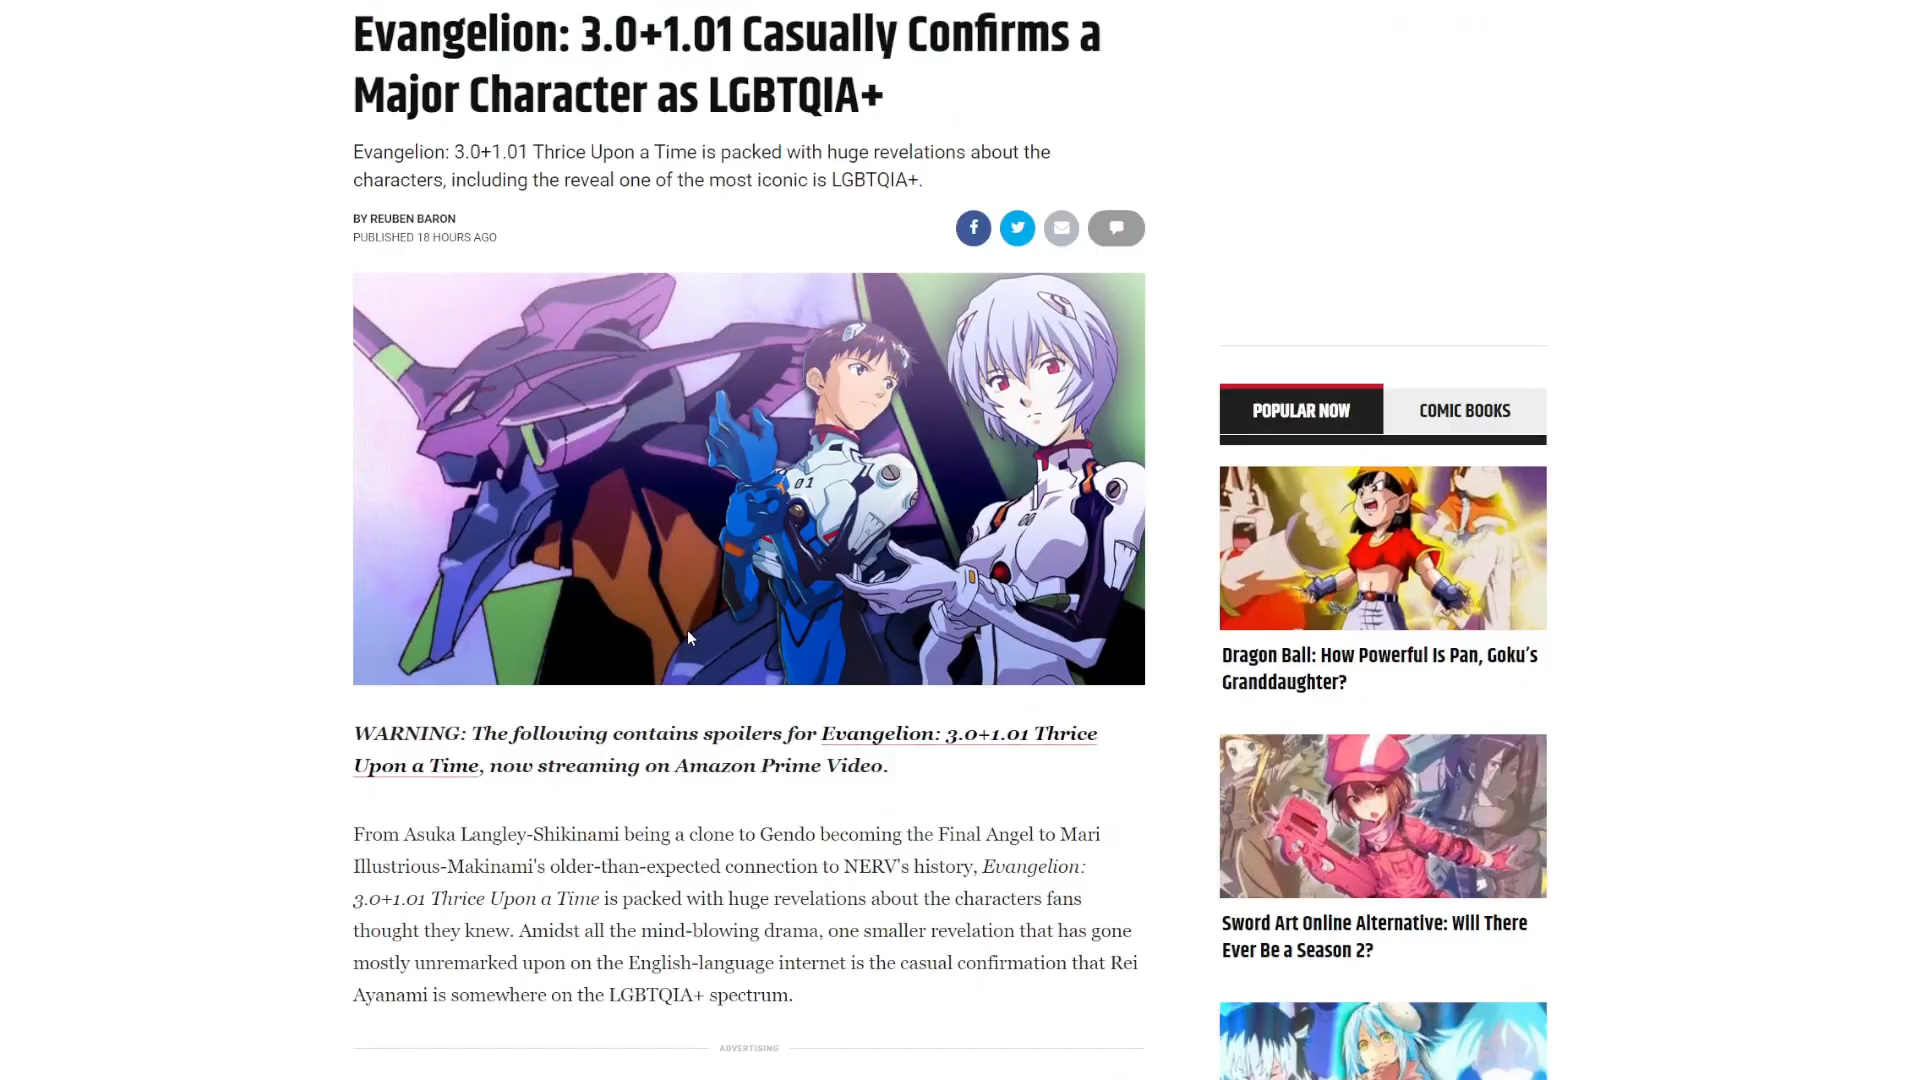 Evangelion: 3.0+1.01 Casually Confirms a
Major Character as LGBTQIA+
Evangelion: 3.0+1.01 Thrice Upon a Time is packed with huge revelations about the
characters, including the reveal one of the most iconic is LGBTQIA+.
BY REUBEN BARON
PUBLISHED 18 HOURS AGO
01
00
WARNING: The following contains spoilers for Evangelion: 3.0+1.01 Thrice
Upon a Time, now streaming on Amazon Prime Video.
From Asuka Langley-Shikinami being a clone to Gendo becoming the Final Angel to Mari
Illustrious-Makinami's older-than-expected connection to NERV's history, Evangelion:
3.0+1.01 Thrice Upon a Time is packed with huge revelations about the characters fans
thought they knew. Amidst all the mind-blowing drama, one smaller revelation that has gone
mostly unremarked upon on the English-language internet is the casual confirmation that Rei
Ayanami is somewhere on the LGBTQIA+ spectrum.
ADVERTISING
POPULAR NOW
COMIC BOOKS
Dragon Ball: How Powerful Is Pan, Goku’s
Granddaughter?
Sword Art Online Alternative: Will There
Ever Be a Season 2?